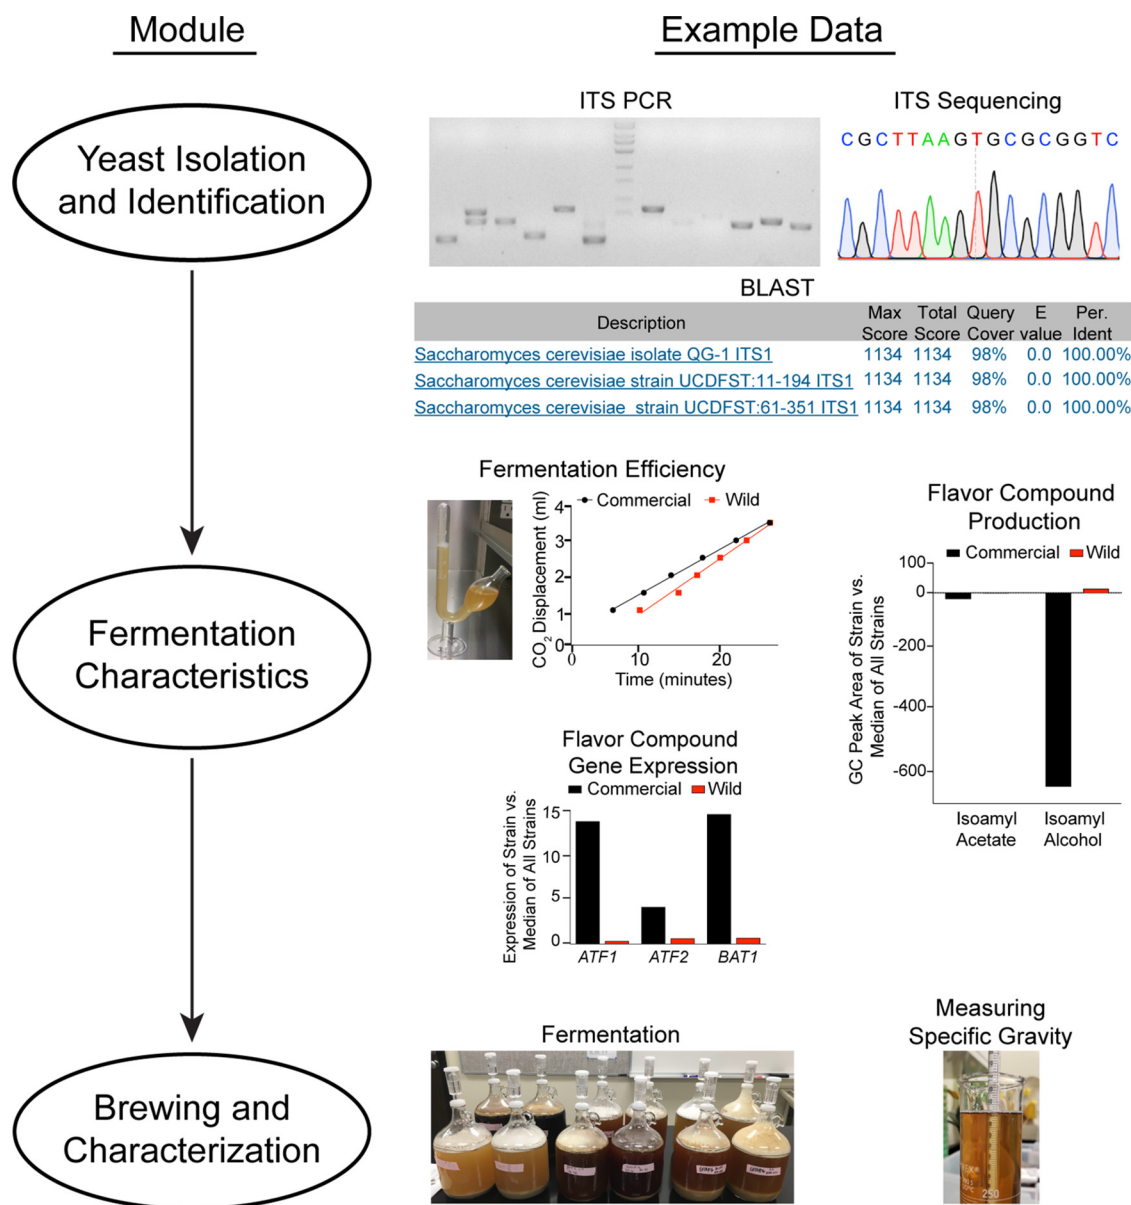 Module
Example Data
Yeast Isolation
and Identification
ITS PCR
ITS Sequencing
CGCTTAAGTGCGCGGTC
BLAST
Description
Max Score
Total Score
Query Cover
E value
Per. Ident
Saccharomyces cerevisiae isolate QG-1 ITS1 1134 1134 98% 0.0 100.00%
Saccharomyces cerevisiae strain UCDFST:11-194 ITS1 1134 1134 98% 0.0 100.00%
Saccharomyces cerevisiae strain UCDFST:61-351 ITS1 1134 1134 98% 0.0 100.00%
Fermentation
Characteristics
Fermentation Efficiency
Commercial
Wild
CO2 Displacement (ml)
4
3
2
1
0
0 10 20
Time (minutes)
Flavor Compound
Production
Commercial
Wild
GC Peak Area of Strain vs.
Median of All Strains
100
0
-200
-400
-600
Isoamyl
Acetate
Isoamyl
Alcohol
Flavor Compound
Gene Expression
Commercial
Wild
Expression of Strain vs.
Median of All Strains
15
10
5
0
ATF1 ATF2 BAT1
Brewing and
Characterization
Fermentation
Measuring
Specific Gravity
250